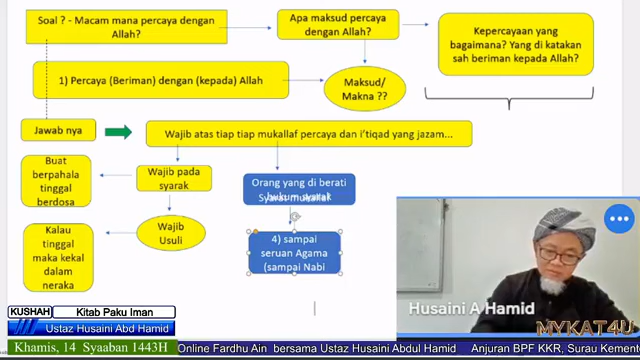 Soal ? - Macam mana percaya dengan
Allah?
Apa maksud percaya
dengan Allah?
Kepercayaan yang
bagaimana? Yang di katakan
sah beriman kepada Allah?
1) Percaya (Beriman) dengan (kepada) Allah
Maksud/
Makna ??
Jawab nya
Wajib atas tiap tiap mukallaf percaya dan i'tiqad yang jazam...
Buat
berpahala
tinggal
berdosa
Wajib pada
syarak
Orang yang di berati
hukum syarak
Syarat mukallaf
Kalau
tinggal
maka kekal
dalam
neraka
Wajib
Usuli
4) sampai
seruan Agama
(sampai Nabi
Husaini A Hamid
MYKAT4U
KUSHAH
Kitab Paku Iman
Ustaz Husaini Abd Hamid
Khamis, 14 Syaaban 1443H
Online Fardhu Ain bersama Ustaz Husaini Abdul Hamid
Anjuran BPF KKR, Surau Kement